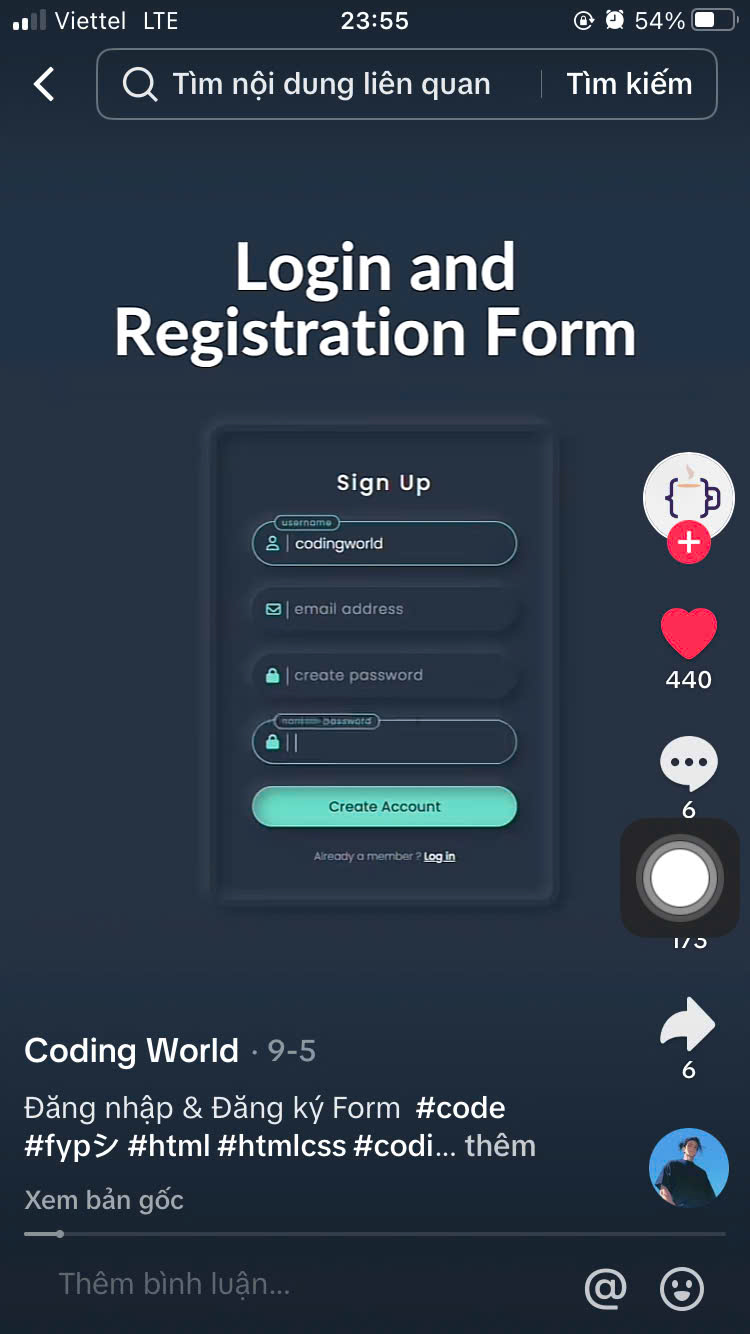 Viettel LTE 23:55 54%
Tìm nội dung liên quan Tìm kiếm
Login and
Registration Form
Sign Up
username
codingworld
email address
create password
password
Create Account
Already a member ? Log in
440
6
173
6
Coding World · 9-5
Đăng nhập & Đăng ký Form #code
#fypシ #html #htmlcss #codi... thêm
Xem bản gốc
Thêm bình luận...